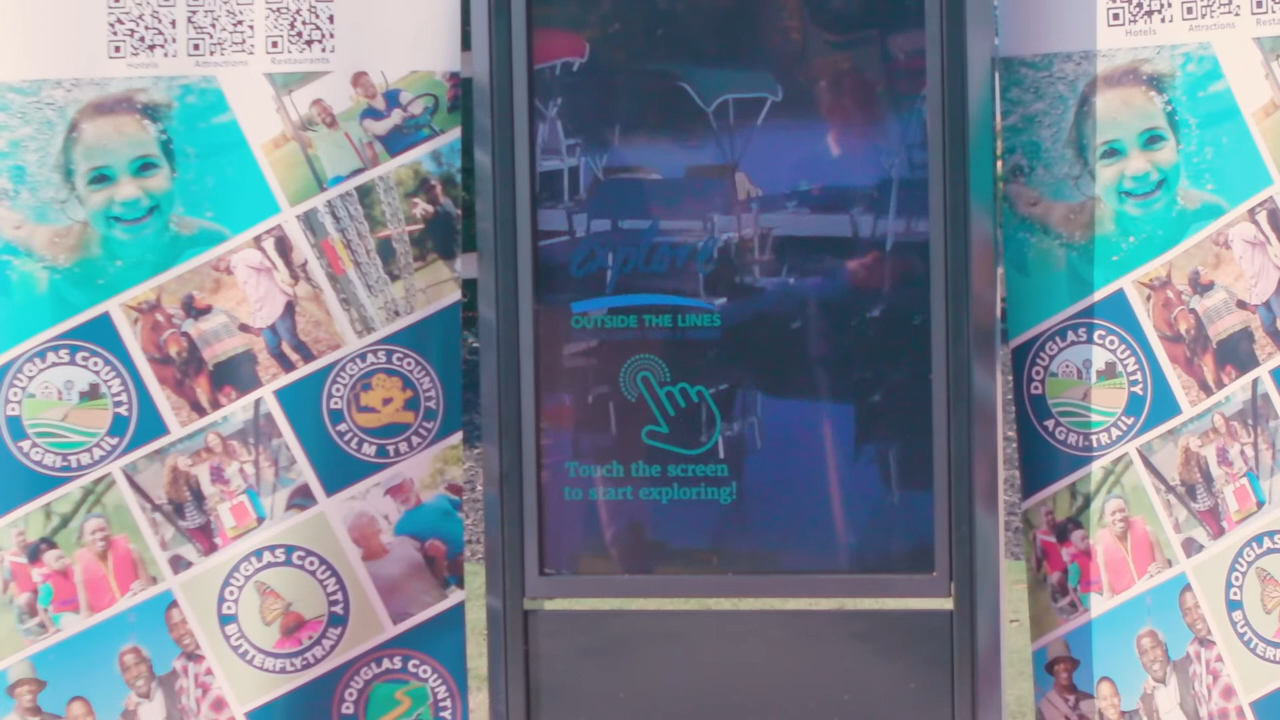 Hotels
Attractions
Restaurants
DOUGLAS COUNTY
AGRI-TRAIL
DOUGLAS COUNTY
FILM TRAIL
DOUGLAS COUNTY
BUTTERFLY-TRAIL
DOUGLAS COUNTY
explore
OUTSIDE THE LINES
Touch the screen
to start exploring!
Hotels
Attractions
DOUGLAS COUNTY
AGRI-TRAIL